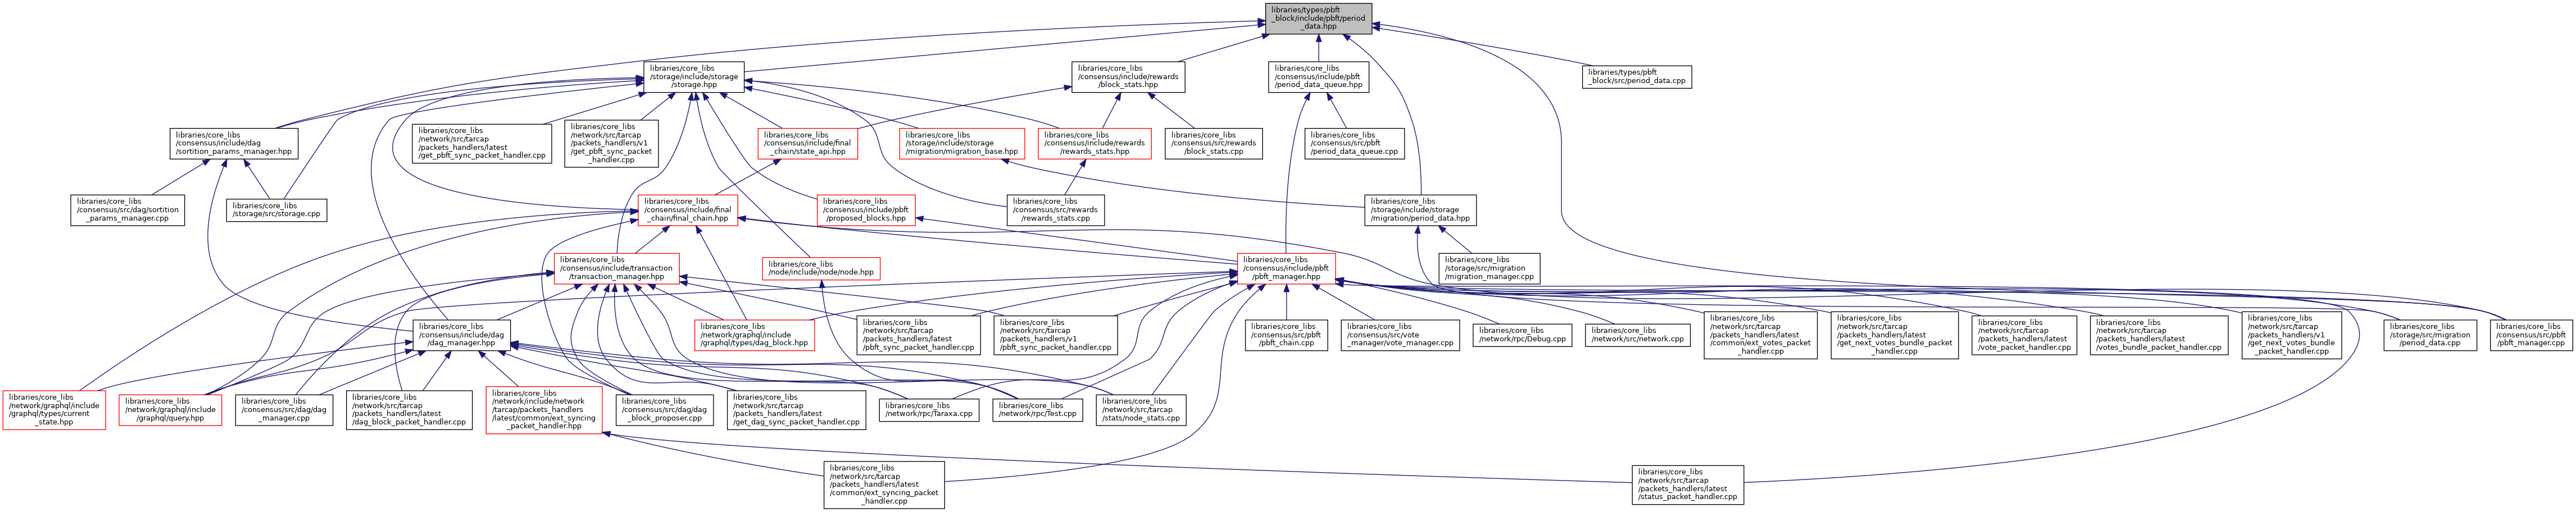 libraries/types/pbft
_block/include/pbft/period
_data.hpp
libraries/core_libs
/storage/include/storage
/storage.hpp
libraries/core_libs
/consensus/include/rewards
/block_stats.hpp
libraries/core_libs
/consensus/include/pbft
/period_data_queue.hpp
libraries/types/pbft
_block/src/period_data.cpp
libraries/core_libs
/consensus/include/dag
/sortition_params_manager.hpp
libraries/core_libs
/network/src/tarcap
/packets_handlers/latest
/get_pbft_sync_packet_handler.cpp
libraries/core_libs
/network/src/tarcap
/packets_handlers/v1
/get_pbft_sync_packet
_handler.cpp
libraries/core_libs
/consensus/include/final
_chain/state_api.hpp
libraries/core_libs
/storage/include/storage
/migration/migration_base.hpp
libraries/core_libs
/consensus/include/rewards
/rewards_stats.hpp
libraries/core_libs
/consensus/src/rewards
/block_stats.cpp
libraries/core_libs
/consensus/src/pbft
/period_data_queue.cpp
libraries/core_libs
/consensus/src/dag/sortition
_params_manager.cpp
libraries/core_libs
/storage/src/storage.cpp
libraries/core_libs
/consensus/include/final
_chain/final_chain.hpp
libraries/core_libs
/consensus/include/pbft
/proposed_blocks.hpp
libraries/core_libs
/consensus/src/rewards
/rewards_stats.cpp
libraries/core_libs
/storage/include/storage
/migration/period_data.hpp
libraries/core_libs
/consensus/include/transaction
/transaction_manager.hpp
libraries/core_libs
/node/include/node/node.hpp
libraries/core_libs
/consensus/include/pbft
/pbft_manager.hpp
libraries/core_libs
/storage/src/migration
/migration_manager.cpp
libraries/core_libs
/consensus/include/dag
/dag_manager.hpp
libraries/core_libs
/network/graphql/include
/graphql/types/dag_block.hpp
libraries/core_libs
/network/src/tarcap
/packets_handlers/latest
/pbft_sync_packet_handler.cpp
libraries/core_libs
/network/src/tarcap
/packets_handlers/v1
/pbft_sync_packet_handler.cpp
libraries/core_libs
/consensus/src/pbft
/pbft_chain.cpp
libraries/core_libs
/consensus/src/vote
_manager/vote_manager.cpp
libraries/core_libs
/network/rpc/Debug.cpp
libraries/core_libs
/network/src/network.cpp
libraries/core_libs
/network/src/tarcap
/packets_handlers/latest
/common/ext_votes_packet
_handler.cpp
libraries/core_libs
/network/src/tarcap
/packets_handlers/latest
/get_next_votes_bundle_packet
_handler.cpp
libraries/core_libs
/network/src/tarcap
/packets_handlers/latest
/vote_packet_handler.cpp
libraries/core_libs
/network/src/tarcap
/packets_handlers/latest
/votes_bundle_packet_handler.cpp
libraries/core_libs
/network/src/tarcap
/packets_handlers/v1
/get_next_votes_bundle
_packet_handler.cpp
libraries/core_libs
/storage/src/migration
/period_data.cpp
libraries/core_libs
/consensus/src/pbft
/pbft_manager.cpp
libraries/core_libs
/network/graphql/include
/graphql/types/current
_state.hpp
libraries/core_libs
/network/graphql/include
/graphql/query.hpp
libraries/core_libs
/consensus/src/dag/dag
_manager.cpp
libraries/core_libs
/network/src/tarcap
/packets_handlers/latest
/dag_block_packet_handler.cpp
libraries/core_libs
/network/include/network
/tarcap/packets_handlers
/latest/common/ext_syncing
_packet_handler.hpp
libraries/core_libs
/consensus/src/dag/dag
_block_proposer.cpp
libraries/core_libs
/network/src/tarcap
/packets_handlers/latest
/get_dag_sync_packet_handler.cpp
libraries/core_libs
/network/rpc/Taraxa.cpp
libraries/core_libs
/network/rpc/Test.cpp
libraries/core_libs
/network/src/tarcap
/stats/node_stats.cpp
libraries/core_libs
/network/src/tarcap
/packets_handlers/latest
/common/ext_syncing_packet
_handler.cpp
libraries/core_libs
/network/src/tarcap
/packets_handlers/latest
/status_packet_handler.cpp